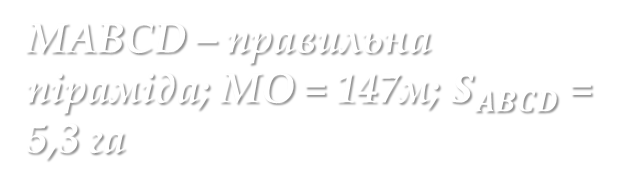 MABCD – правильна
піраміда; MO = 147м; S_ABCD =
5,3 га